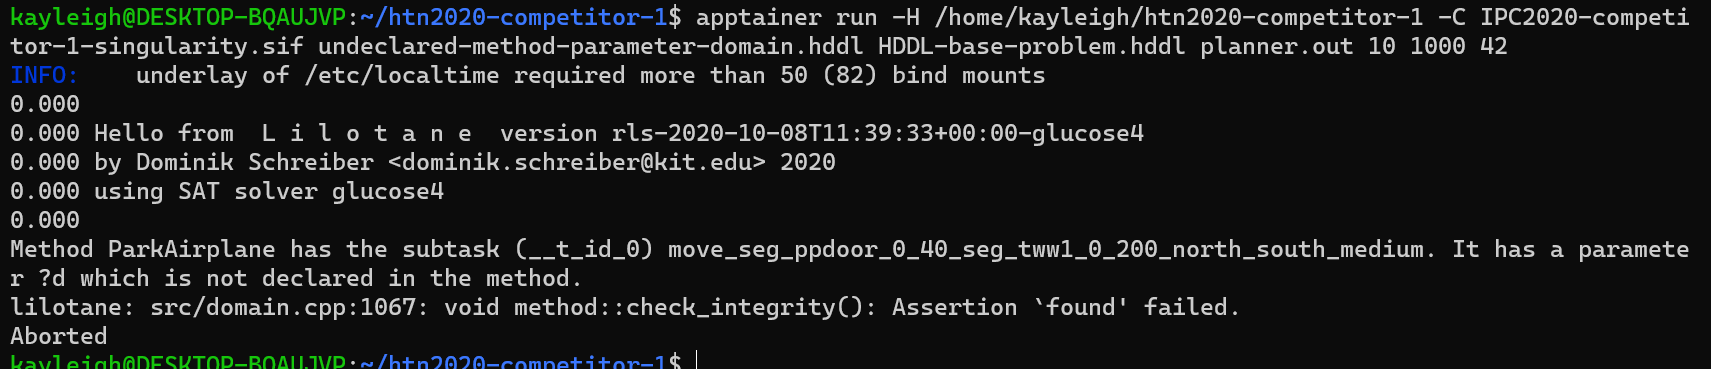 kayleigh@DESKTOP-BQAUJVP:~/htn2020-competitor-1$ apptainer run -H /home/kayleigh/htn2020-competitor-1 -C IPC2020-competi
tor-1-singularity.sif undeclared-method-parameter-domain.hddl HDDL-base-problem.hddl planner.out 10 1000 42
INFO:    underlay of /etc/localtime required more than 50 (82) bind mounts
0.000
0.000 Hello from  L i l o t a n e  version rls-2020-10-08T11:39:33+00:00-glucose4
0.000 by Dominik Schreiber <dominik.schreiber@kit.edu> 2020
0.000 using SAT solver glucose4
0.000
Method ParkAirplane has the subtask (__t_id_0) move_seg_ppdoor_0_40_seg_tww1_0_200_north_south_medium. It has a paramete
r ?d which is not declared in the method.
lilotane: src/domain.cpp:1067: void method::check_integrity(): Assertion `found' failed.
Aborted
kayleigh@DESKTOP-BQAUJVP:~/htn2020-competitor-1$